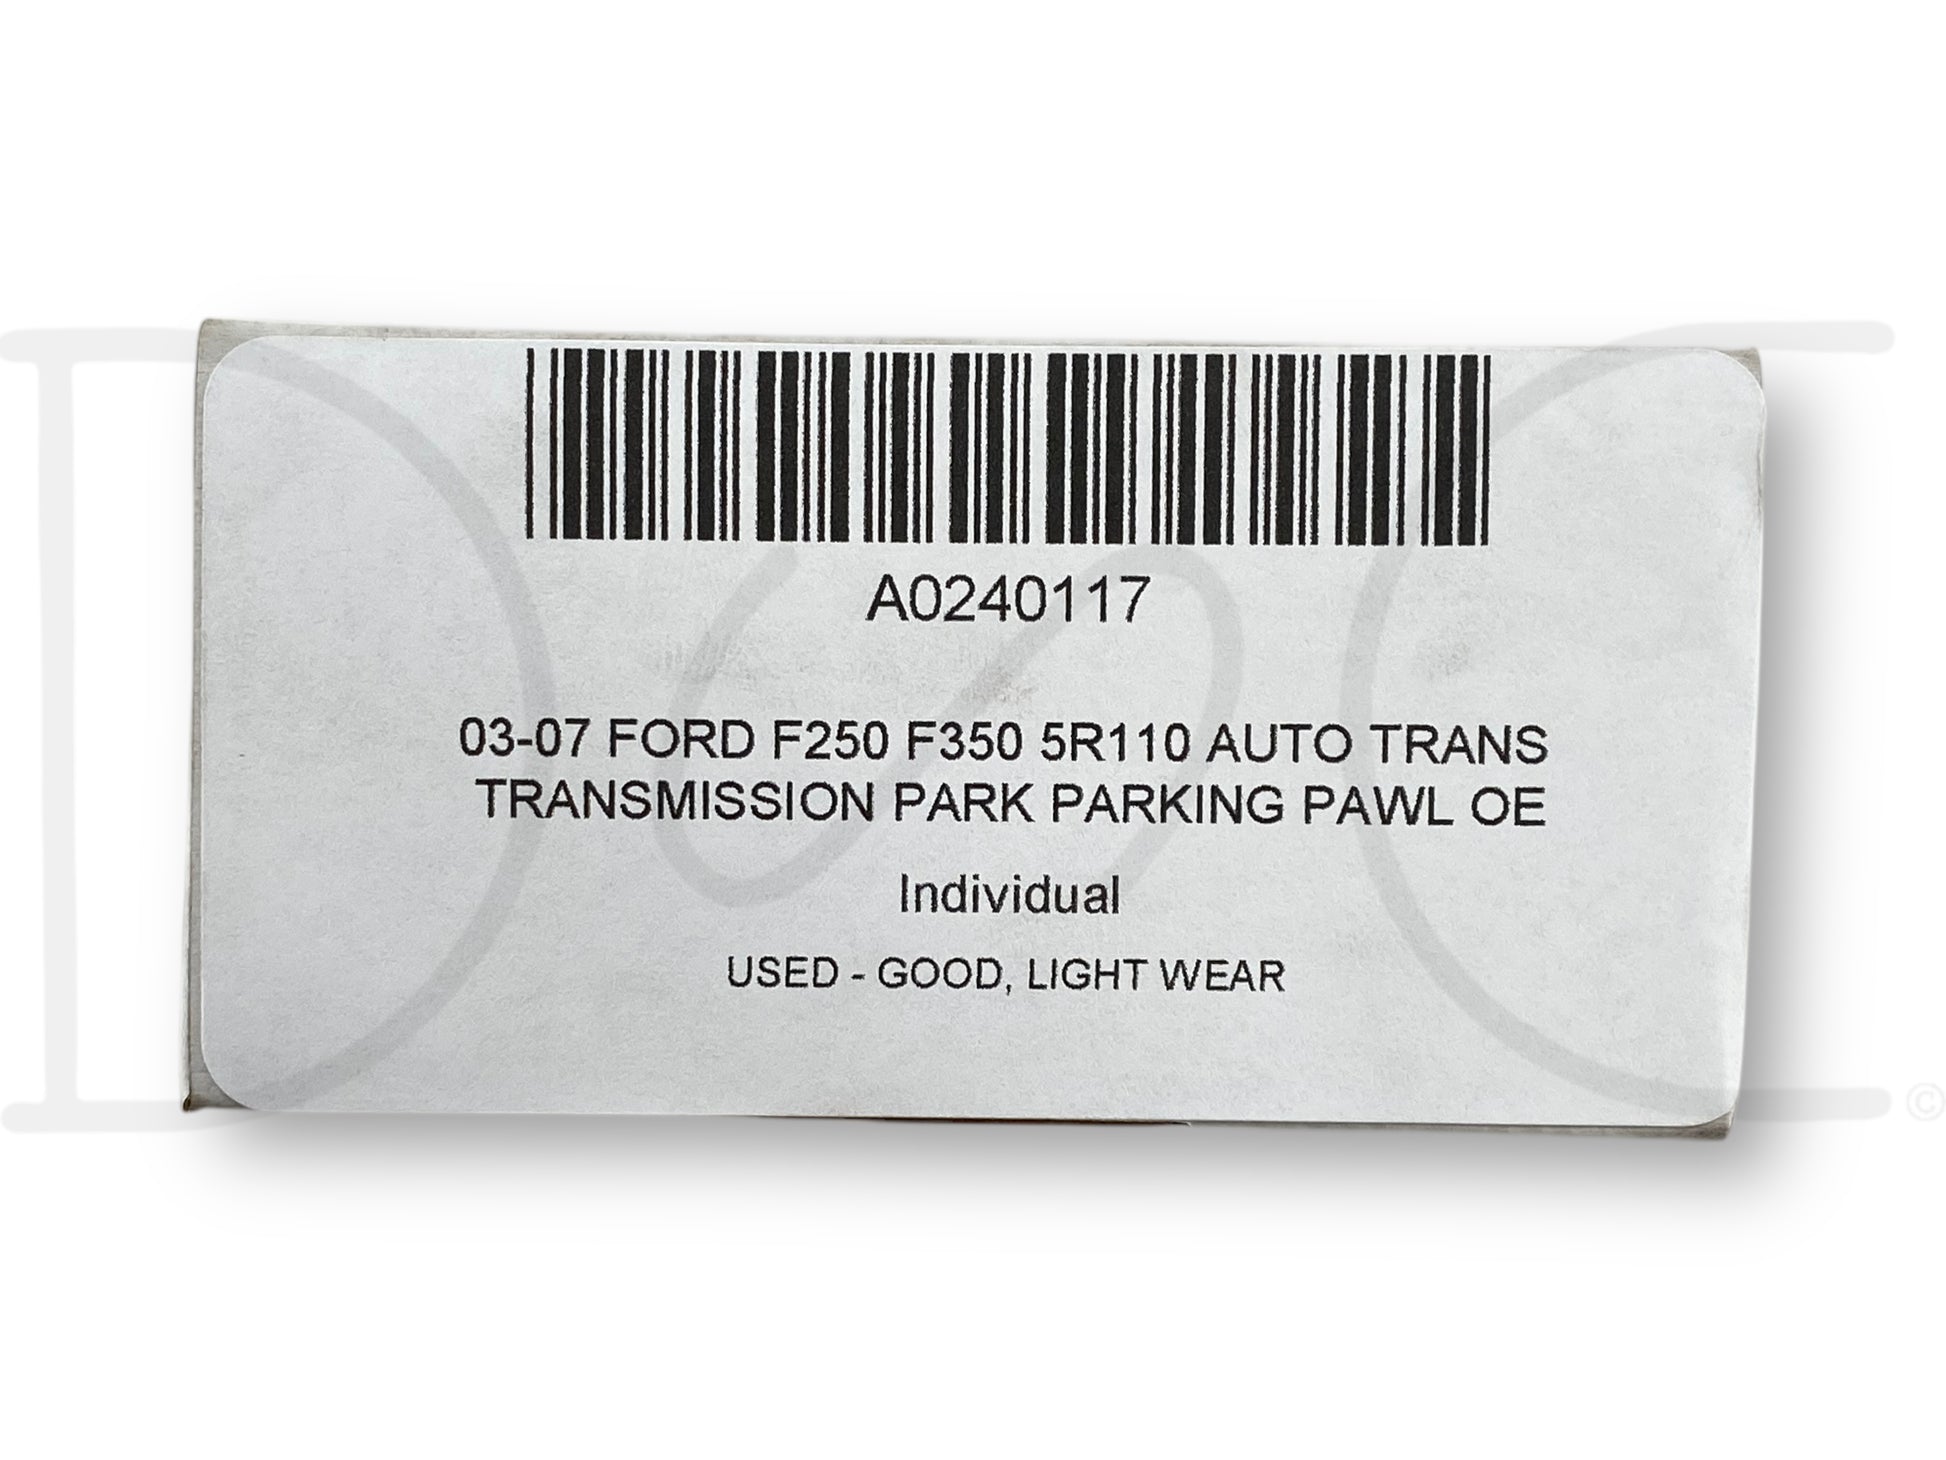 A0240117
03-07 FORD F250 F350 5R110 AUTO TRANS
TRANSMISSION PARK PARKING PAWL OE
Individual
USED - GOOD, LIGHT WEAR
©